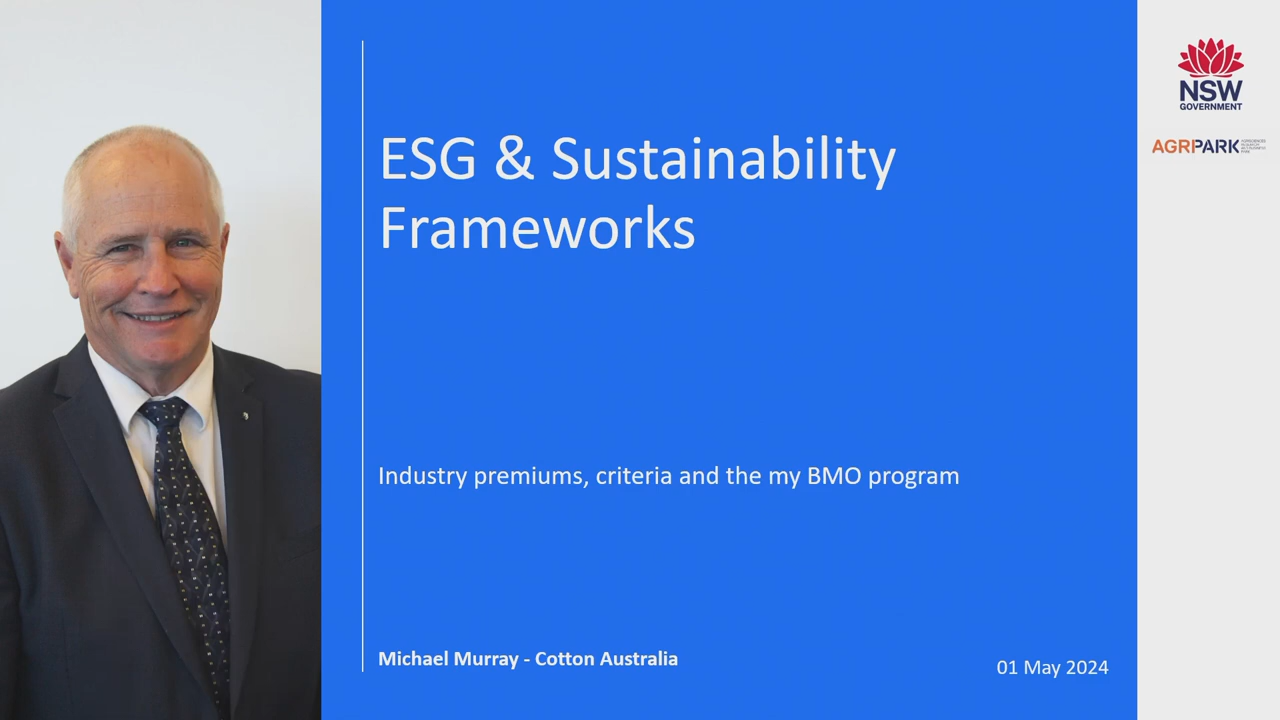 ESG & Sustainability
Frameworks
Industry premiums, criteria and the my BMO program
Michael Murray - Cotton Australia
01 May 2024
NSW
GOVERNMENT
AGRIPARK